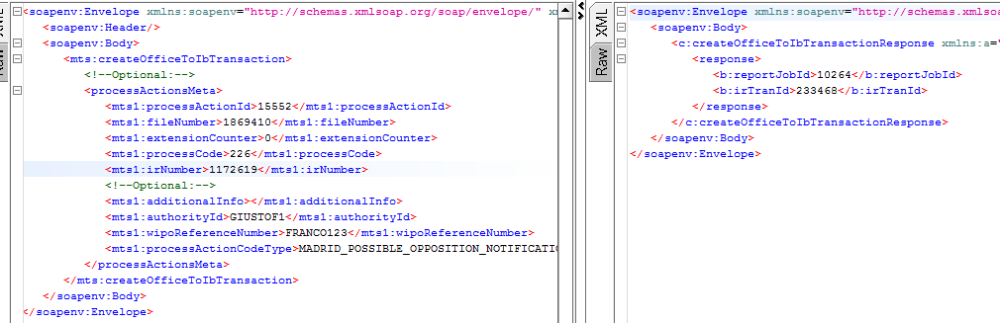 XML
Raw
<soapenv:Envelope xmlns:soapenv="http://schemas.xmlsoap.org/soap/envelope/"
<soapenv:Header/>
<soapenv:Body>
<mts:createOfficeToIbTransaction>
<!--Optional:-->
<processActionsMeta>
<mts1:processActionId>15552</mts1:processActionId>
<mts1:fileNumber>1869410</mts1:fileNumber>
<mts1:extensionCounter>0</mts1:extensionCounter>
<mts1:processCode>226</mts1:processCode>
<mts1:irNumber>1172619</mts1:irNumber>
<!--Optional:-->
<mts1:additionalInfo></mts1:additionalInfo>
<mts1:authorityId>GIUSTOF1</mts1:authorityId>
<mts1:wipoReferenceNumber>FRANCO123</mts1:wipoReferenceNumber>
<mts1:processActionCodeType>MADRID_POSSIBLE_OPPOSITION_NOTIFICATIO
</processActionsMeta>
</mts:createOfficeToIbTransaction>
</soapenv:Body>
</soapenv:Envelope>
XML
Raw
<soapenv:Envelope xmlns:soapenv="http://schemas.xmlsoa
<soapenv:Body>
<c:createOfficeToIbTransactionResponse xmlns:a="
<response>
<b:reportJobId>10264</b:reportJobId>
<b:irTranId>233468</b:irTranId>
</response>
</c:createOfficeToIbTransactionResponse>
</soapenv:Body>
</soapenv:Envelope>